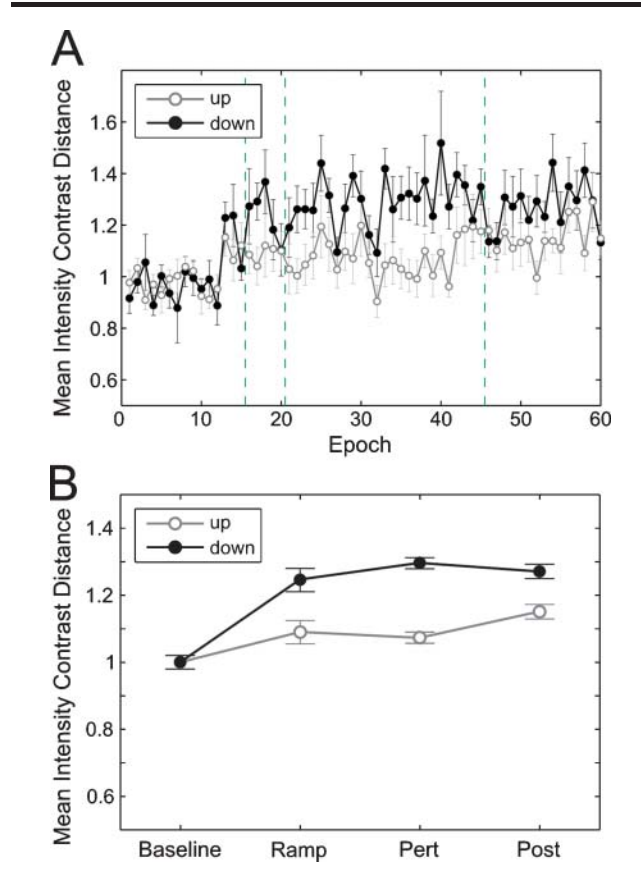 A
Mean Intensity Contrast Distance
1.6
1.4
1.2
1
0.8
0.6
up
down
0 10 20 30 40 50 60
Epoch
B
Mean Intensity Contrast Distance
1.4
1.2
1
0.8
0.6
up
down
Baseline Ramp Pert Post